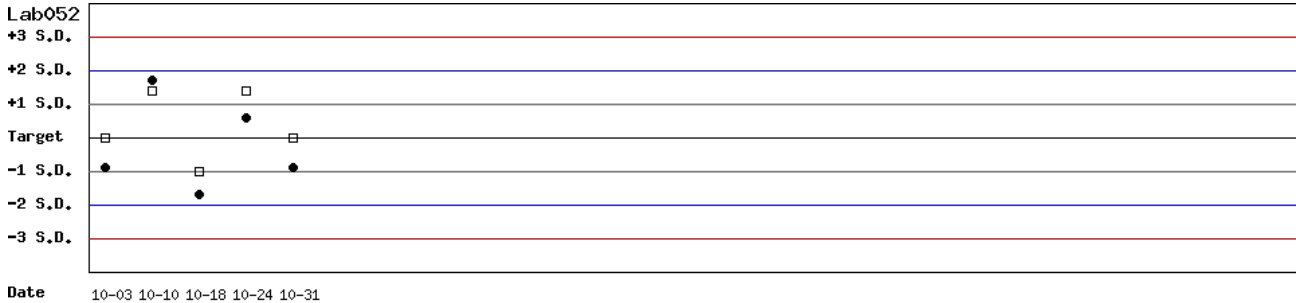 Lab052
+3 S.D.
+2 S.D.
+1 S.D.
Target
-1 S.D.
-2 S.D.
-3 S.D.
Date 10-03 10-10 10-18 10-24 10-31